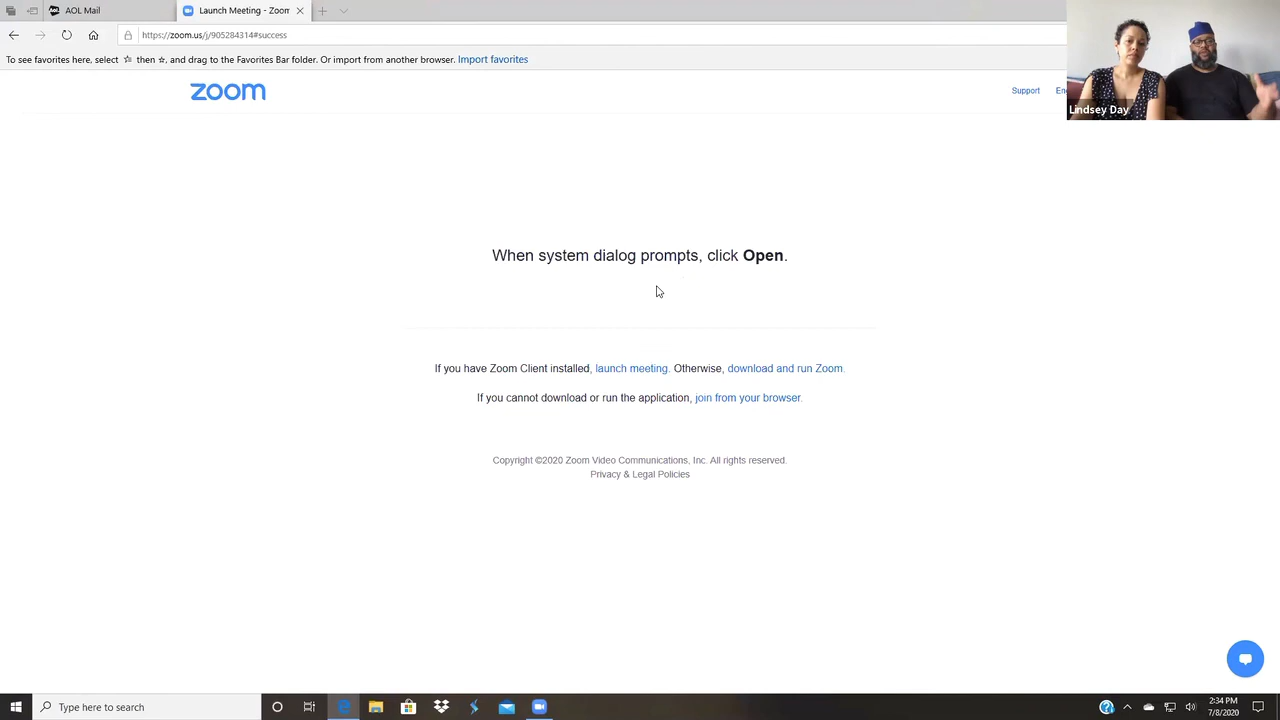 AOL Mail
Launch Meeting - Zoom
https://zoom.us/j/905284314#success
To see favorites here, select ☆ then ☆, and drag to the Favorites Bar folder. Or import from another browser. Import favorites
zoom
Support
En
Lindsey Day
When system dialog prompts, click Open.
If you have Zoom Client installed, launch meeting. Otherwise, download and run Zoom.
If you cannot download or run the application, join from your browser.
Copyright ©2020 Zoom Video Communications, Inc. All rights reserved.
Privacy & Legal Policies
Type here to search
2:34 PM
7/8/2020